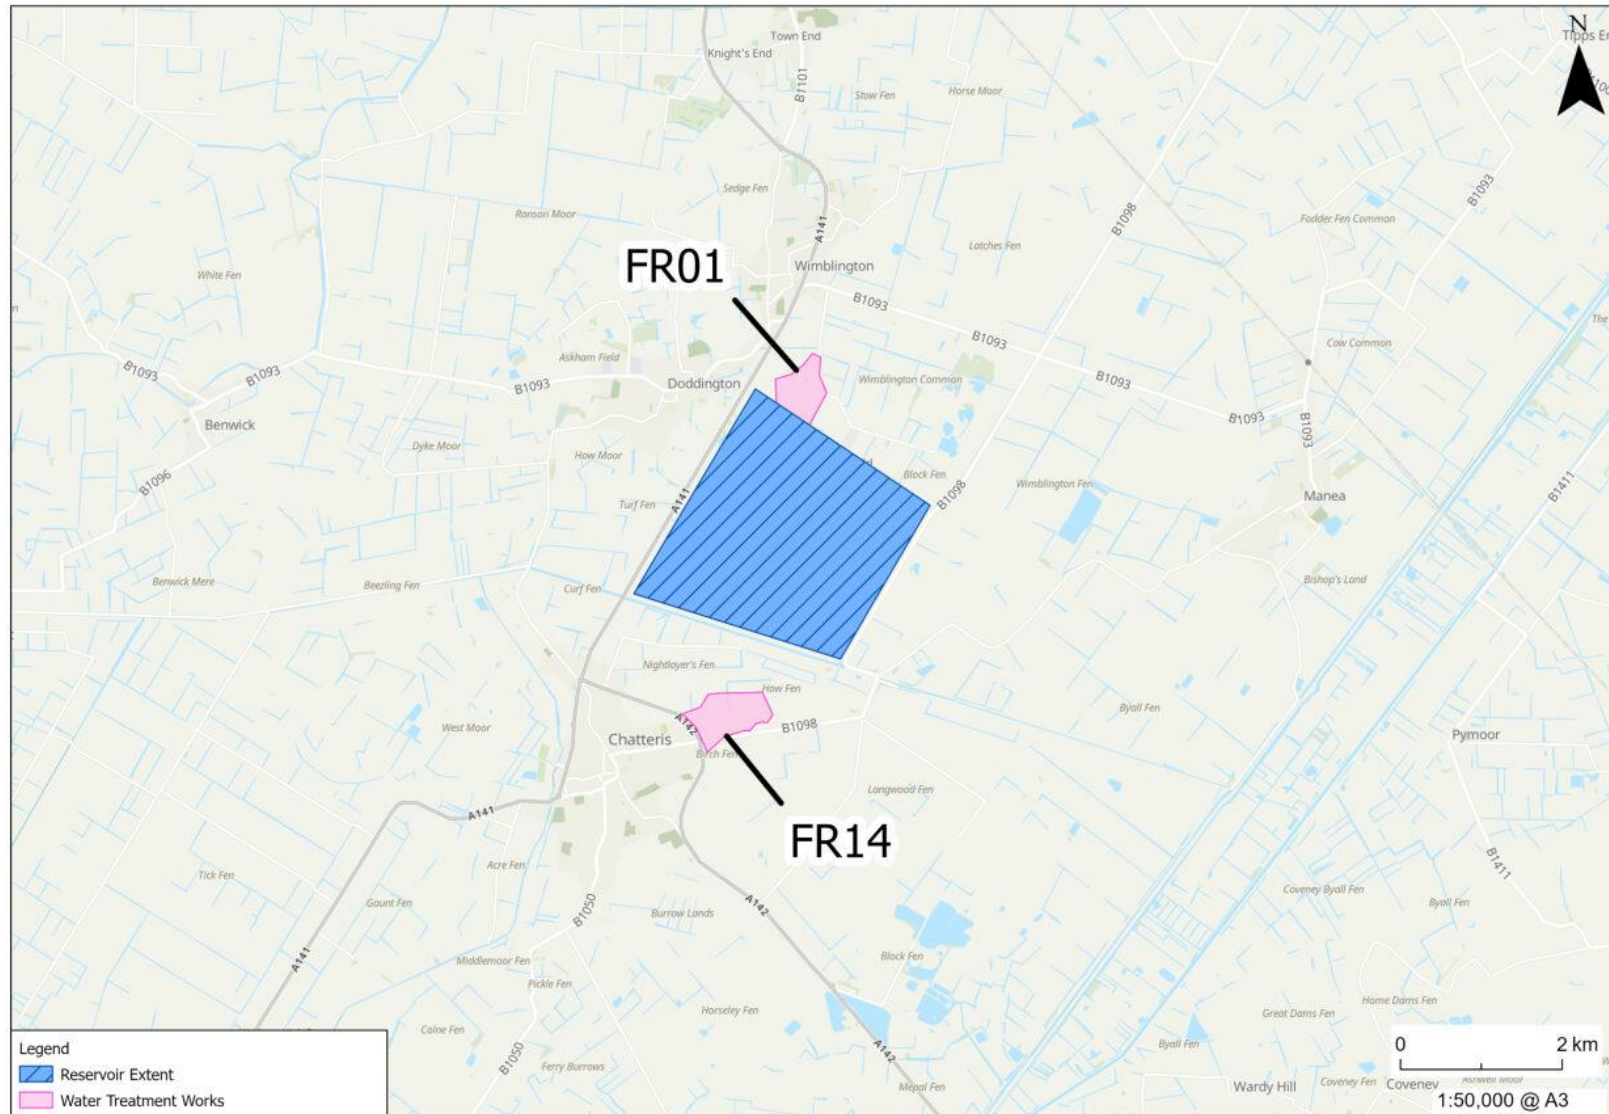 Town End
Knight's End
N
B1101
Stow Fen
Horse Moor
Sedge Fen
B1093
Ranson Moor
A141
B1098
Fodder Fen Common
Latches Fen
FR01
Wimblington
White Fen
B1093
B1093
Cow Common
Askham Field
Doddington
Wimblington Common
B1093
B1093
B1093
B1093
B1093
B1093
Benwick
Dyke Moor
How Moor
Block Fen
Wimblington Fen
B1096
Turf Fen
A141
B1098
Manea
B1411
Benwick Mere
Beezling Fen
Curf Fen
Bishop's Land
Nightlayer's Fen
How Fen
Byall Fen
West Moor
A142
B1098
Chatteris
Birch Fen
Pymoor
Langwood Fen
A141
FR14
Acre Fen
B1411
Tick Fen
Gaunt Fen
B1050
Burrow Lands
A142
Coveney Byall Fen
Byall Fen
A141
Middlemoor Fen
Block Fen
Pickle Fen
Horseley Fen
Home Dams Fen
Great Dams Fen
Colne Fen
B1050
Ferry Burrows
A142
Byall Fen
Mepal Fen
Wardy Hill
Coveney Fen
Coveney
Legend
Reservoir Extent
Water Treatment Works
0 2 km
1:50,000 @ A3